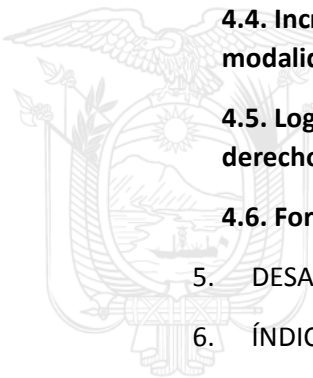 4.4. Incr
modalid
4.5. Log
derecho
4.6. For
5. DESA
6. ÍNDIC